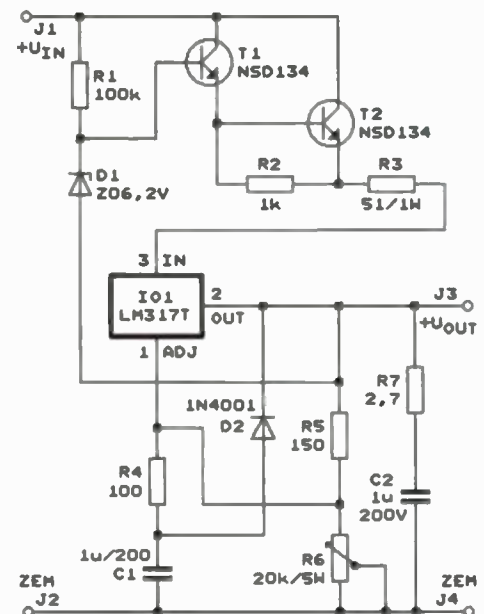 J1
+UIN
R1
100k
T1
NSD134
T2
NSD134
D1
Z06,2V
R2
1k
R3
51/1W
3 IN
IO1
LM317T
2
OUT
J3
+UOUT
1 ADJ
R7
2,7
1N4001
D2
R5
150
R4
100
C2
1u
200V
1u/200
C1
R6
20k/5W
ZEM
J2
ZEM
J4